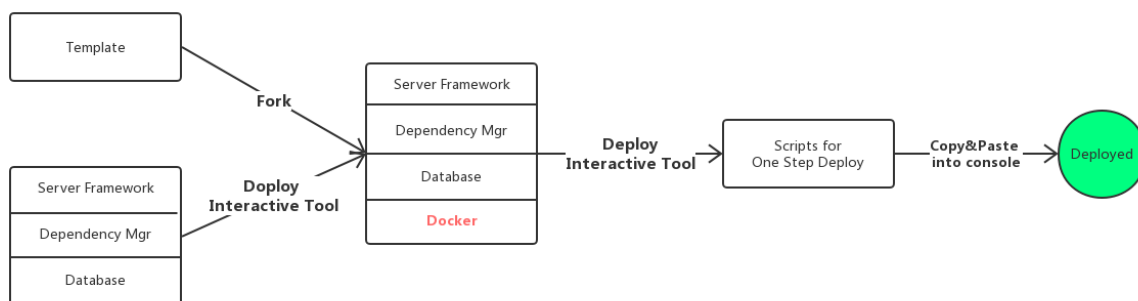 Template
Fork
Server Framework
Dependency Mgr
Database
Doploy
Interactive Tool
Server Framework
Dependency Mgr
Database
Docker
Deploy
Interactive Tool
Scripts for
One Step Deploy
Copy&Paste
into console
Deployed